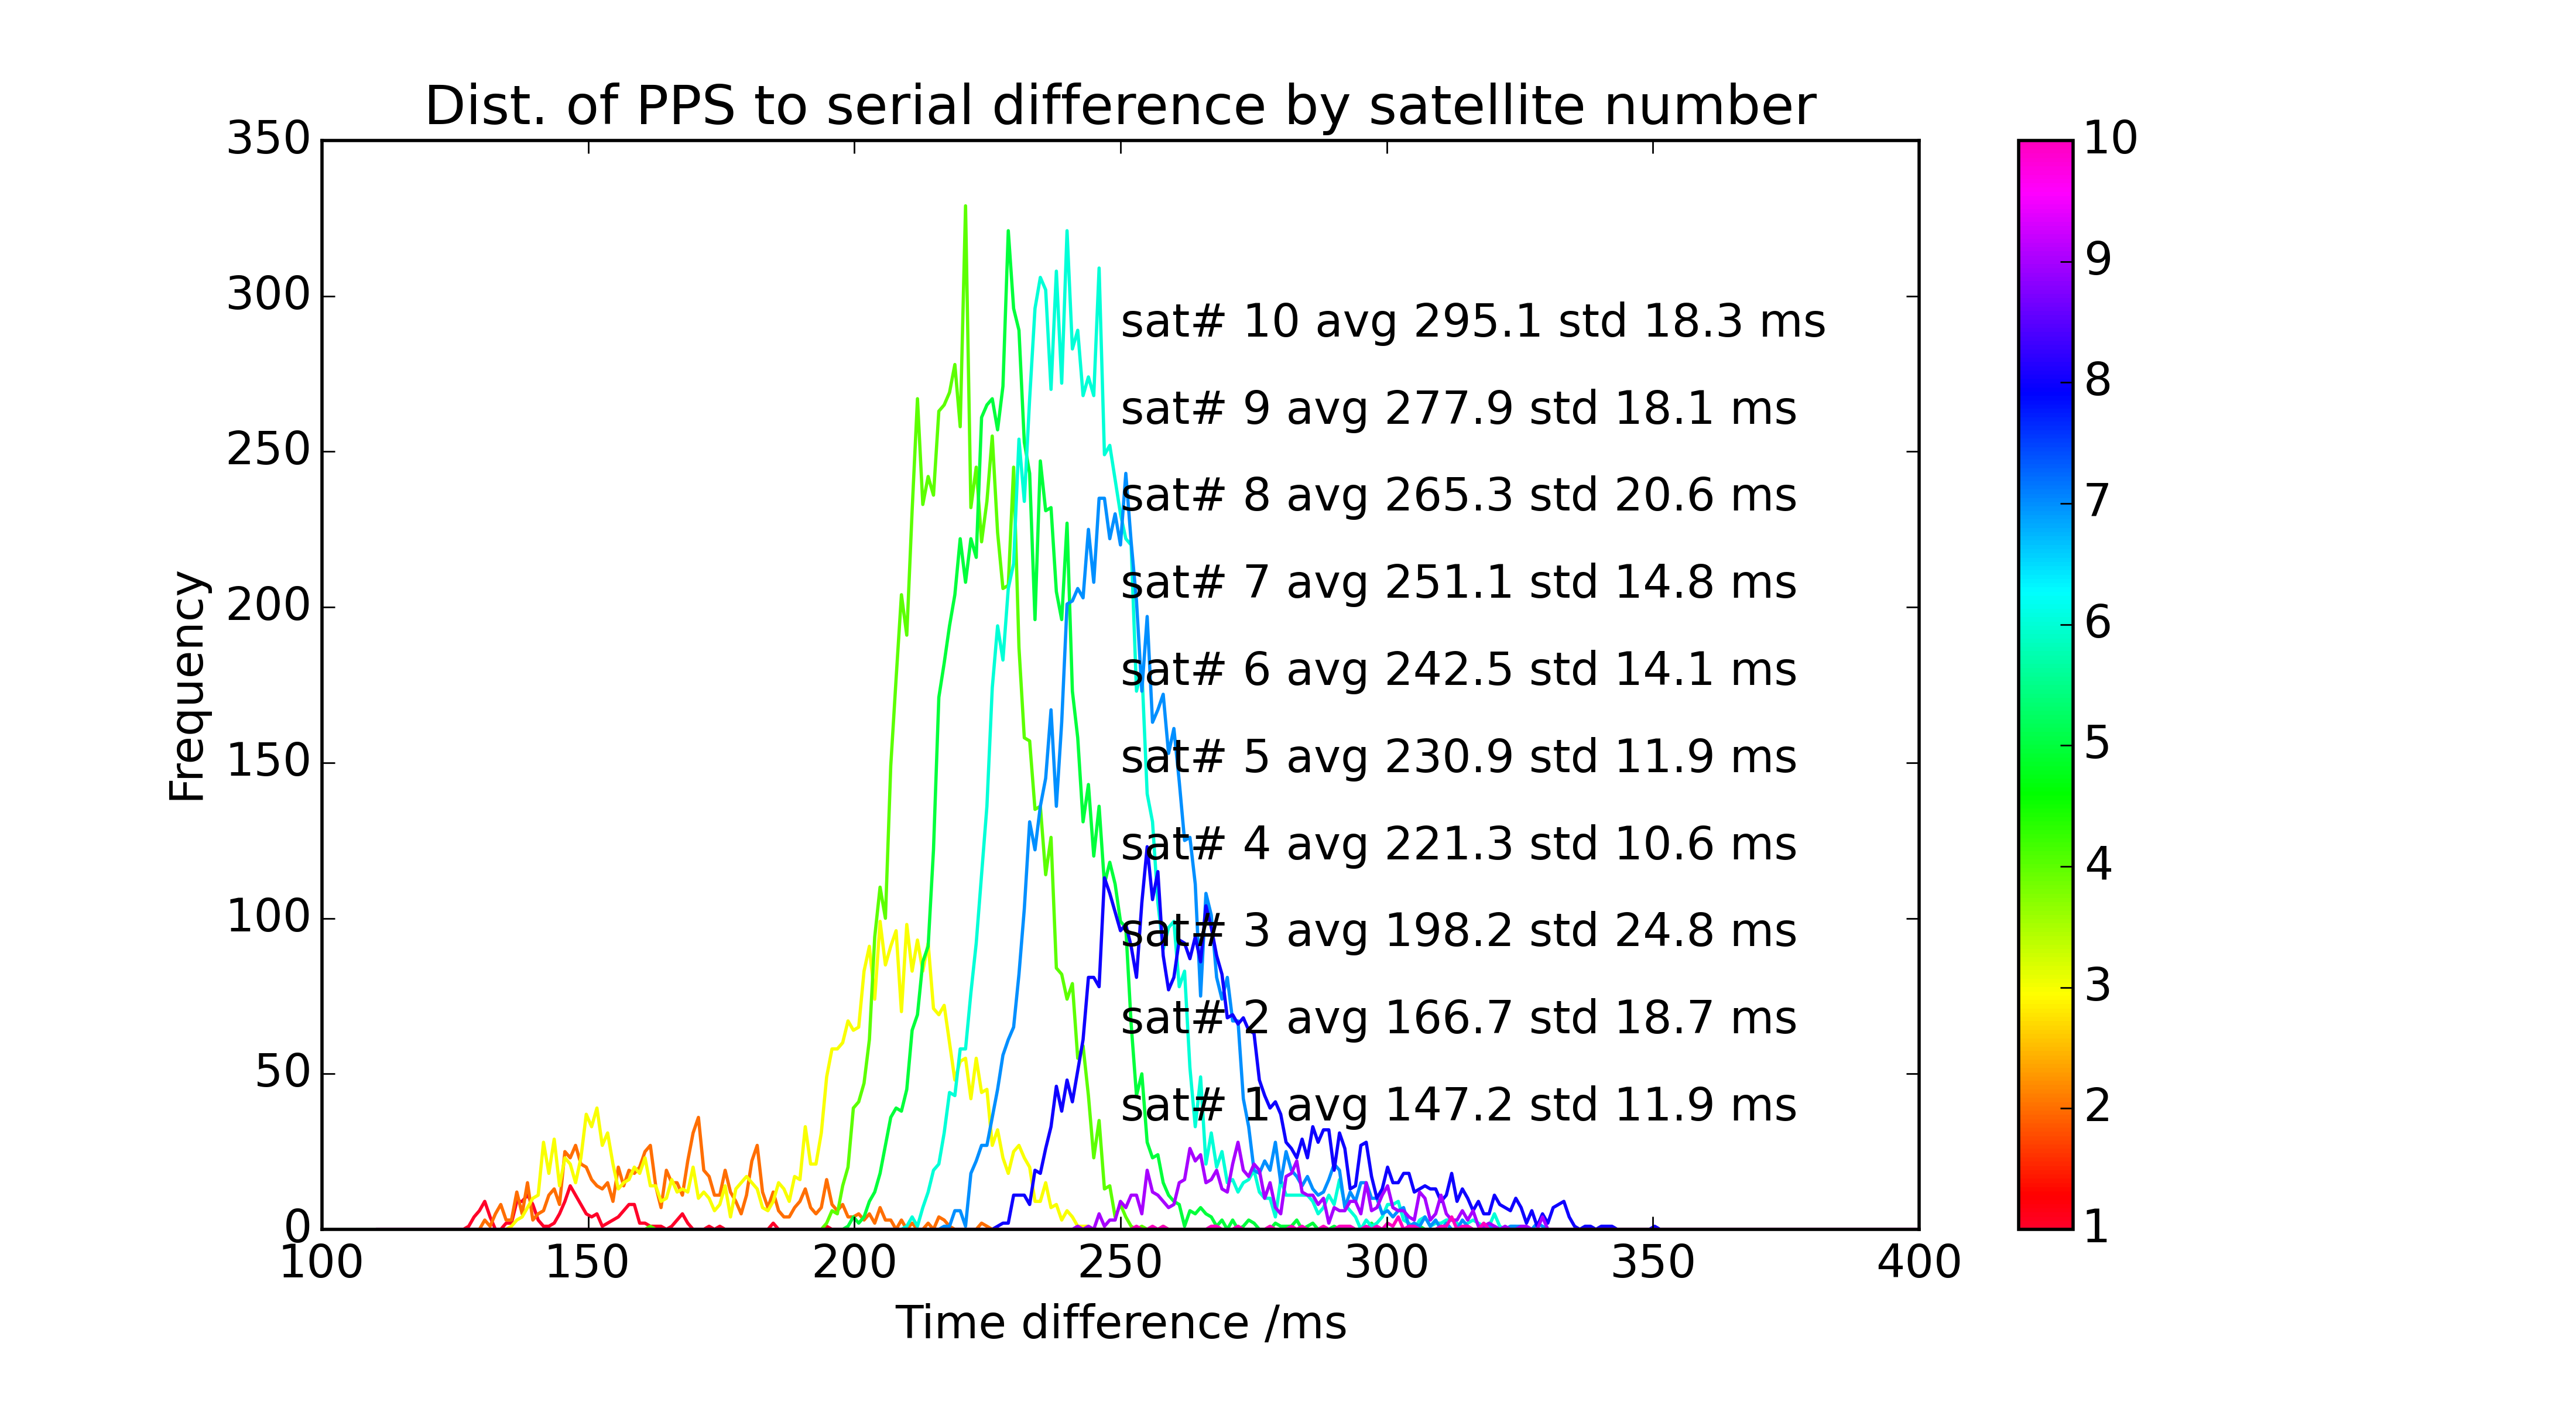 Dist. of PPS to serial difference by satellite number
350
300
250
200
150
100
50
0
Frequency
100 150 200 250 300 350 400
Time difference /ms
sat# 10 avg 295.1 std 18.3 ms
sat# 9 avg 277.9 std 18.1 ms
sat# 8 avg 265.3 std 20.6 ms
sat# 7 avg 251.1 std 14.8 ms
sat# 6 avg 242.5 std 14.1 ms
sat# 5 avg 230.9 std 11.9 ms
sat# 4 avg 221.3 std 10.6 ms
sat# 3 avg 198.2 std 24.8 ms
sat# 2 avg 166.7 std 18.7 ms
sat# 1 avg 147.2 std 11.9 ms
10
9
8
7
6
5
4
3
2
1